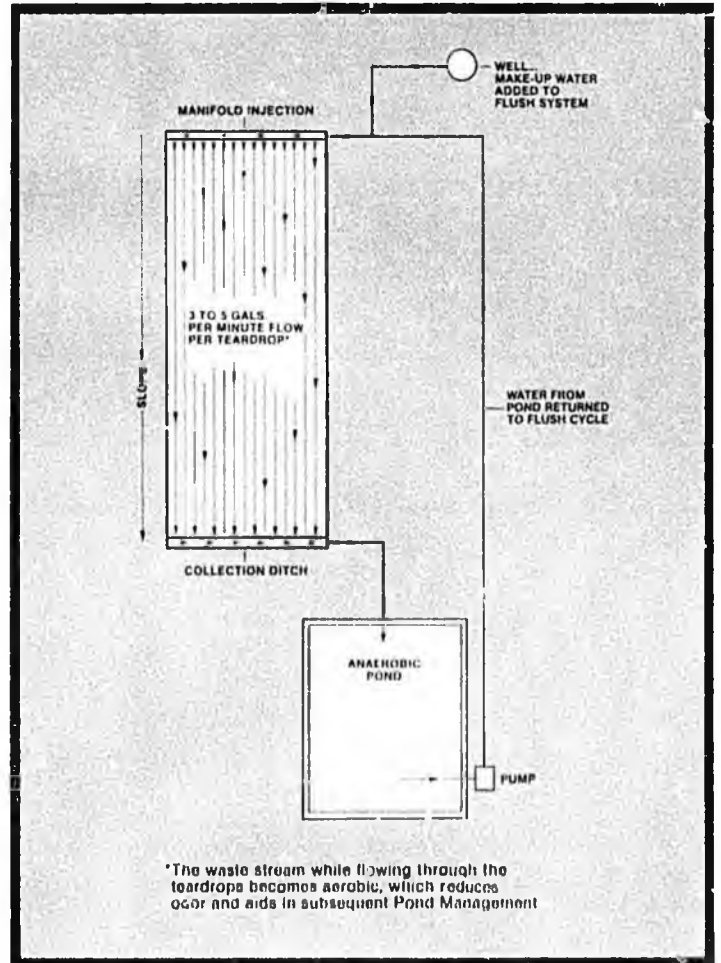 WELL...
MAKE-UP WATER
ADDED TO
FLUSH SYSTEM
MANIFOLD INJECTION
3 TO 5 GALS.
PER MINUTE FLOW
PER TEARDROP*
SLOPE
WATER FROM
POND RETURNED
TO FLUSH CYCLE
COLLECTION DITCH
ANAEROBIC
POND
PUMP
*The waste stream while flowing through the
teardrops becomes aerobic, which reduces
odor and aids in subsequent Pond Management